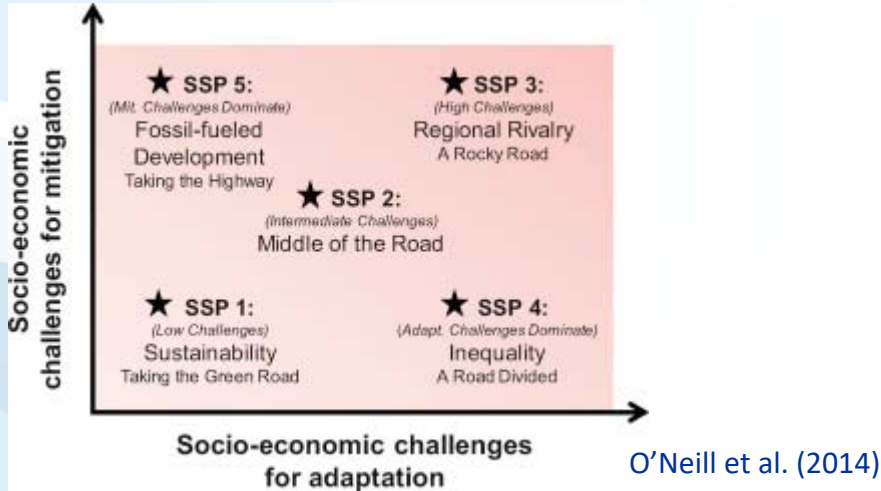 Socio-economic
challenges for mitigation
★ SSP 5:
(Mit. Challenges Dominate)
Fossil-fueled
Development
Taking the Highway
★ SSP 3:
(High Challenges)
Regional Rivalry
A Rocky Road
★ SSP 2:
(Intermediate Challenges)
Middle of the Road
★ SSP 1:
(Low Challenges)
Sustainability
Taking the Green Road
★ SSP 4:
(Adapt. Challenges Dominate)
Inequality
A Road Divided
Socio-economic challenges
for adaptation
O’Neill et al. (2014)